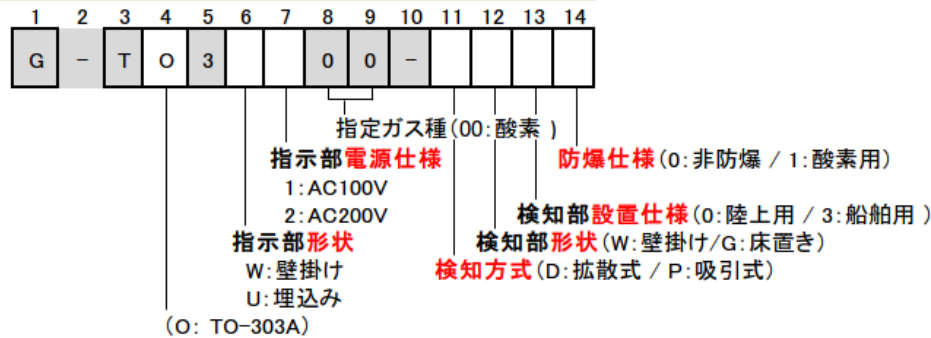 1 2 3 4 5 6 7 8 9 10 11 12 13 14
G - T O 3 0 0 -
指定ガス種(00:酸素 )
指示部電源仕様 防爆仕様(0:非防爆 / 1:酸素用)
1:AC100V
2:AC200V 検知部設置仕様(0:陸上用 / 3:船舶用 )
指示部形状 検知部形状(W:壁掛け/G:床置き)
W:壁掛け 検知方式(D:拡散式 / P:吸引式)
U:埋込み
(O: TO-303A)